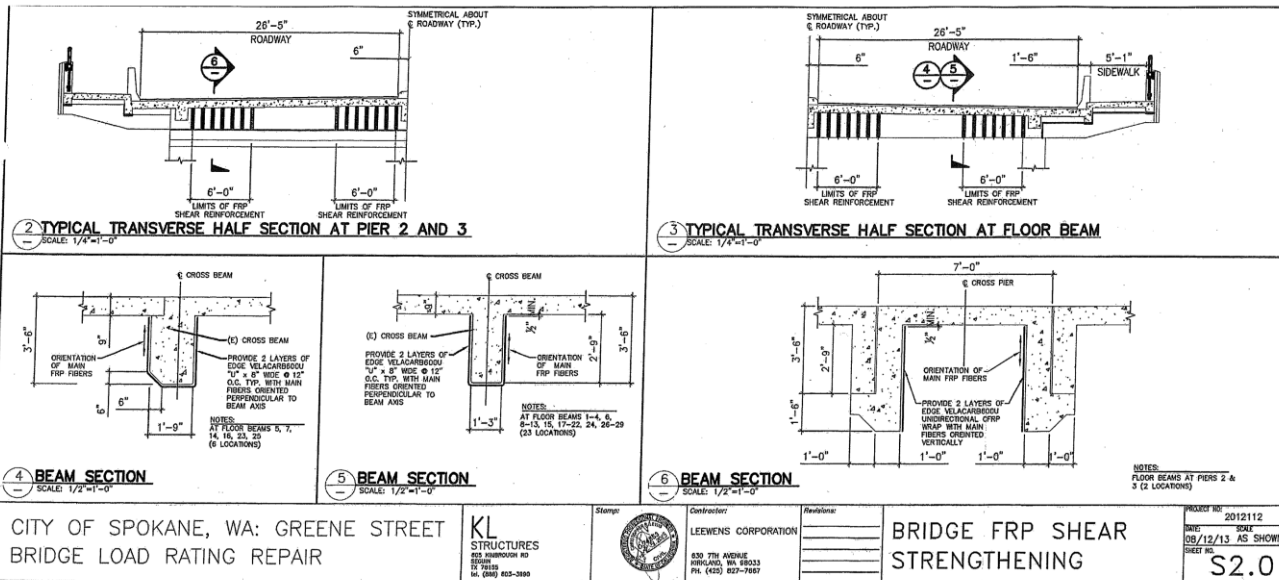 SYMMETRICAL ABOUT
℄ ROADWAY (TYP.)
26'-5"
ROADWAY
6"
6
6'-0"
LIMITS OF FRP
SHEAR REINFORCEMENT
6'-0"
LIMITS OF FRP
SHEAR REINFORCEMENT
2 TYPICAL TRANSVERSE HALF SECTION AT PIER 2 AND 3
SCALE: 1/4"=1'-0"
SYMMETRICAL ABOUT
℄ ROADWAY (TYP.)
26'-5"
ROADWAY
6"
4 5
1'-6"
5'-1"
SIDEWALK
6'-0"
LIMITS OF FRP
SHEAR REINFORCEMENT
6'-0"
LIMITS OF FRP
SHEAR REINFORCEMENT
3 TYPICAL TRANSVERSE HALF SECTION AT FLOOR BEAM
SCALE: 1/4"=1'-0"
℄ CROSS BEAM
3'-6"
9"
(E) CROSS BEAM
ORIENTATION
OF MAIN
FRP FIBERS
PROVIDE 2 LAYERS OF
EDGE VELACARB600U
"U" x 8" WIDE @ 12"
O.C. TYP. WITH MAIN
FIBERS ORIENTED
PERPENDICULAR TO
BEAM AXIS
6"
6"
1'-9"
NOTES:
AT FLOOR BEAMS 5, 7,
14, 16, 23, 25
(6 LOCATIONS)
4 BEAM SECTION
SCALE: 1/2"=1'-0"
℄ CROSS BEAM
9"
½" MIN.
(E) CROSS BEAM
PROVIDE 2 LAYERS OF
EDGE VELACARB600U
"U" x 8" WIDE @ 12"
O.C. TYP. WITH MAIN
FIBERS ORIENTED
PERPENDICULAR TO
BEAM AXIS
ORIENTATION
OF MAIN
FRP FIBERS
2'-9"
3'-6"
1'-3"
NOTES:
AT FLOOR BEAMS 1-4, 6,
8-13, 15, 17-22, 24, 26-29
(23 LOCATIONS)
5 BEAM SECTION
SCALE: 1/2"=1'-0"
7'-0"
℄ CROSS PIER
3'-6"
2'-9"
1'-6"
½" MIN.
ORIENTATION OF
MAIN FRP FIBERS
PROVIDE 2 LAYERS OF
EDGE VELACARB600U
UNIDIRECTIONAL CFRP
WRAP WITH MAIN
FIBERS ORIENTED
VERTICALLY
1'-0"
1'-0"
1'-0"
1'-0"
NOTES:
FLOOR BEAMS AT PIERS 2 &
3 (2 LOCATIONS)
6 BEAM SECTION
SCALE: 1/2"=1'-0"
CITY OF SPOKANE, WA: GREENE STREET
BRIDGE LOAD RATING REPAIR
KL
STRUCTURES
SEGUIN
TX 78155
Stamp:
Contractor:
LEEWENS CORPORATION
630 7TH AVENUE
KIRKLAND, WA 98033
PH. (425) 827-7667
Revisions:
BRIDGE FRP SHEAR
STRENGTHENING
PROJECT NO:
2012112
DATE: SCALE
08/12/13 AS SHOWN
SHEET NO.
S2.0